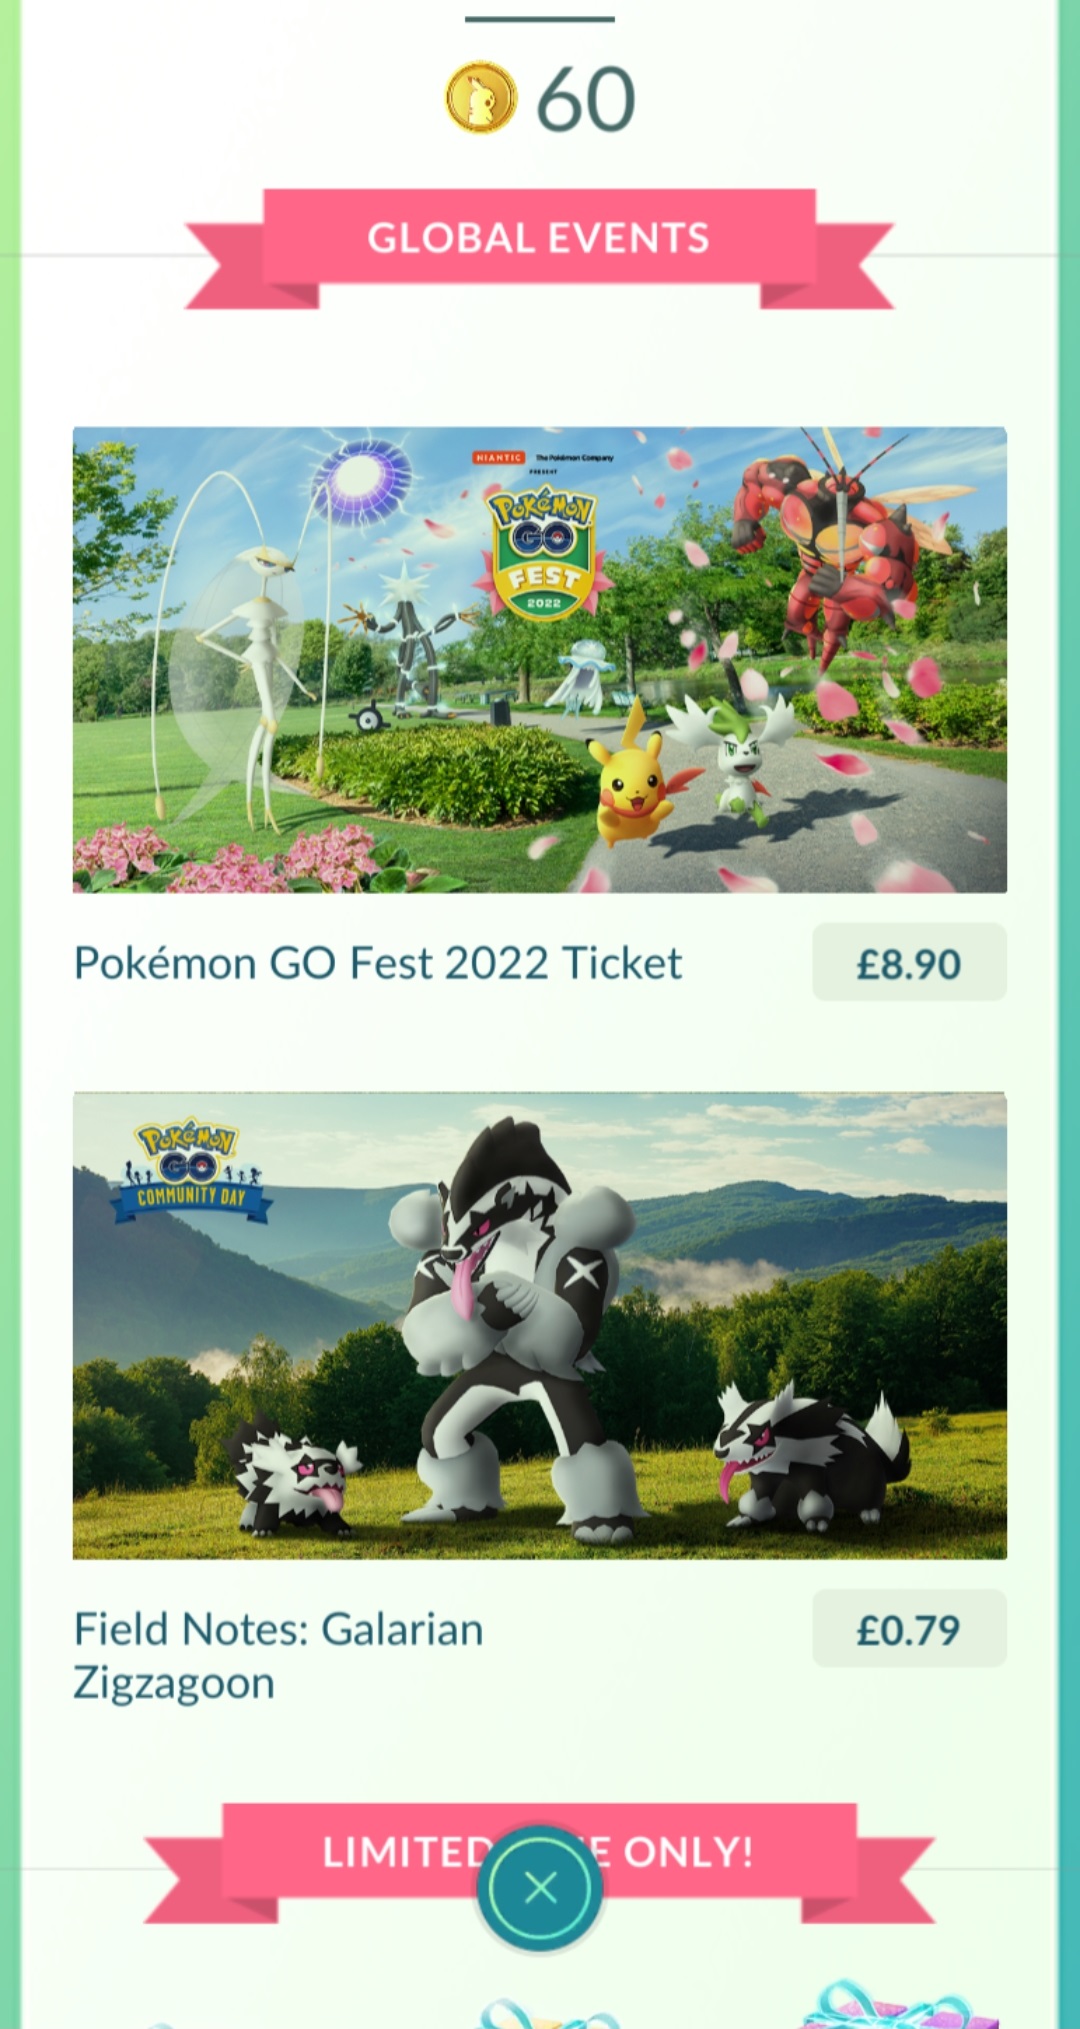 60
GLOBAL EVENTS
NIANTIC The Pokémon Company
PRESENT
POKÉMON
GO
FEST
2022
Pokémon GO Fest 2022 Ticket
£8.90
POKÉMON
GO
COMMUNITY DAY
Field Notes: Galarian
£0.79
Zigzagoon
LIMITED ONLY!